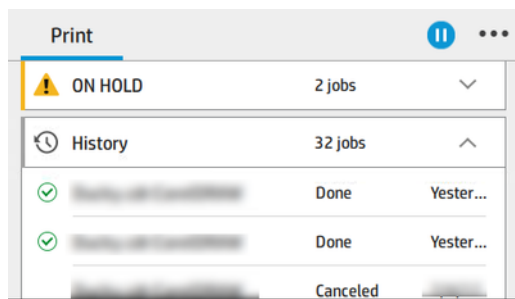 Print
ON HOLD 2 jobs
History 32 jobs
Done Yester...
Done Yester...
Canceled